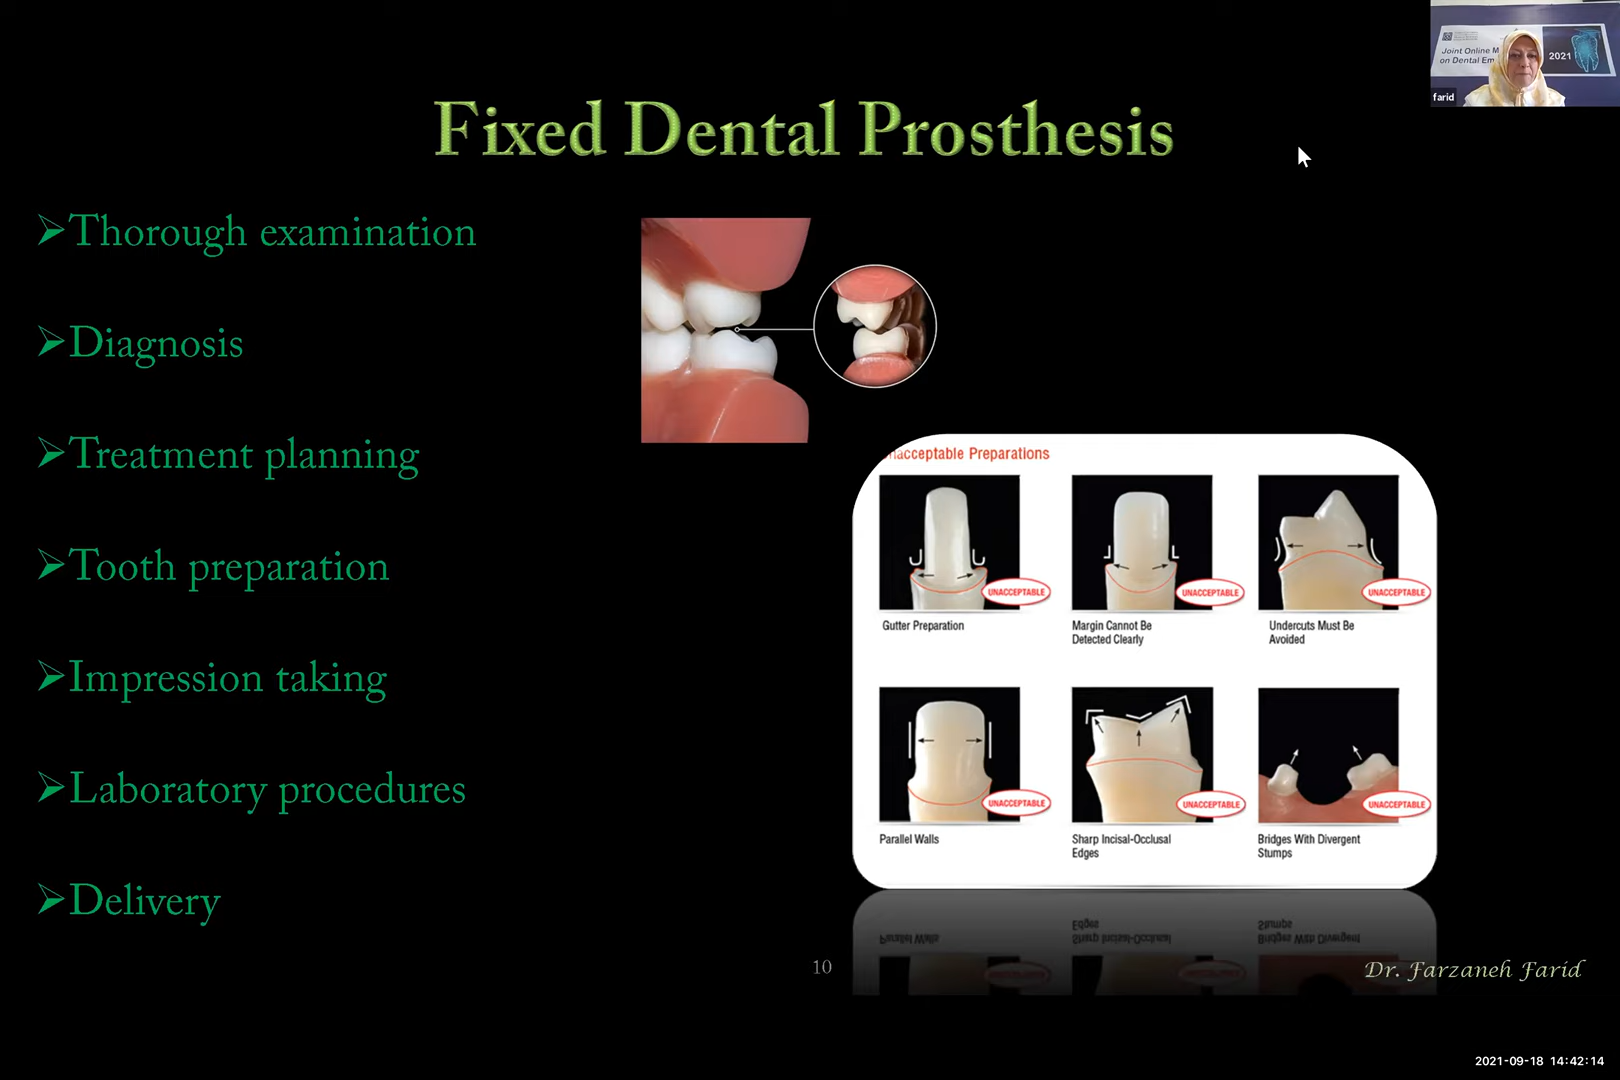 Joint Online M
on Dental Em
2021
farid
Fixed Dental Prosthesis
➢Thorough examination
➢Diagnosis
➢Treatment planning
➢Tooth preparation
➢Impression taking
➢Laboratory procedures
➢Delivery
nacceptable Preparations
UNACCEPTABLE
UNACCEPTABLE
UNACCEPTABLE
Gutter Preparation
Margin Cannot Be
Detected Clearly
Undercuts Must Be
Avoided
UNACCEPTABLE
UNACCEPTABLE
UNACCEPTABLE
Parallel Walls
Sharp Incisal-Occlusal
Edges
Bridges With Divergent
Stumps
10
Dr. Farzaneh Farid
2021-09-18 14:42:14